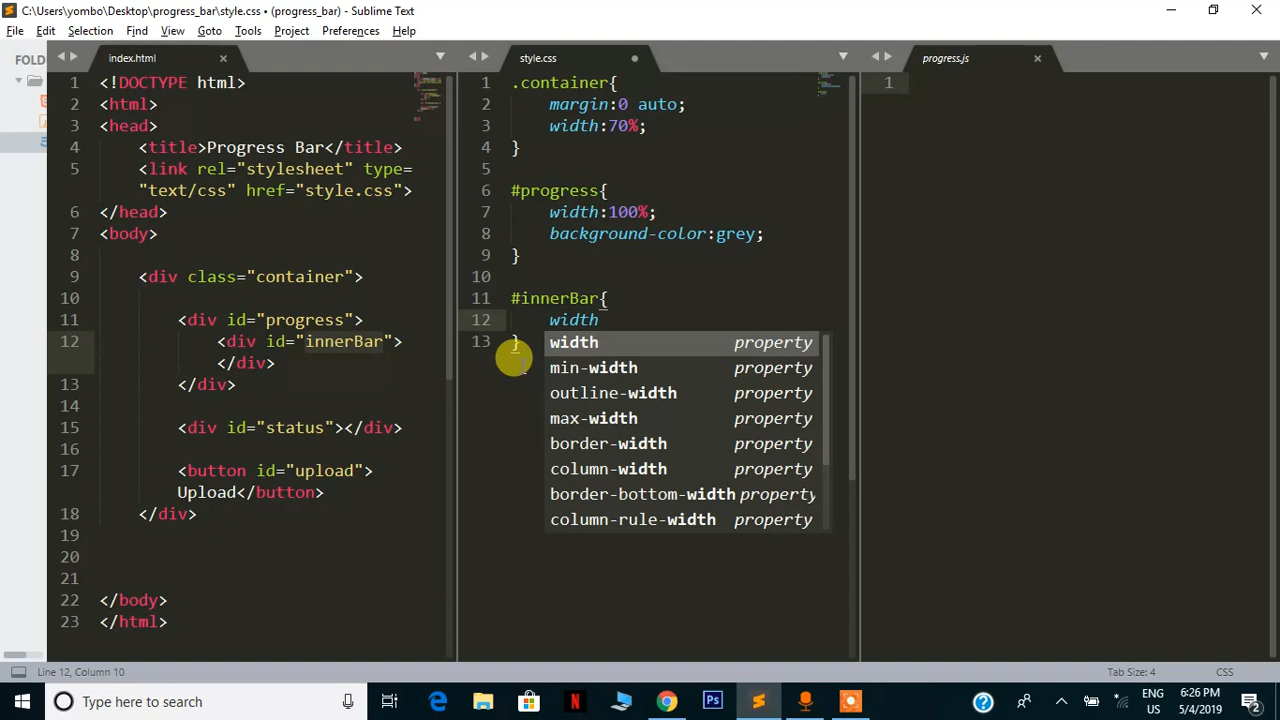 C:\Users\yombo\Desktop\progress_bar\style.css • (progress_bar) - Sublime Text
File Edit Selection Find View Goto Tools Project Preferences Help
FOLD
index.html
1 <!DOCTYPE html>
2 <html>
3 <head>
4 <title>Progress Bar</title>
5 <link rel="stylesheet" type=
"text/css" href="style.css">
6 </head>
7 <body>
8
9 <div class="container">
10
11 <div id="progress">
12 <div id="innerBar">
</div>
13 </div>
14
15 <div id="status"></div>
16
17 <button id="upload">
Upload</button>
18 </div>
19
20
21
22 </body>
23 </html>
style.css
1 .container{
2 margin:0 auto;
3 width:70%;
4 }
5
6 #progress{
7 width:100%;
8 background-color:grey;
9 }
10
11 #innerBar{
12 width
13 }
width property
min-width property
outline-width property
max-width property
border-width property
column-width property
border-bottom-width property
column-rule-width property
progress.js
1
Line 12, Column 10
Tab Size: 4
CSS
Type here to search
ENG
US
6:26 PM
5/4/2019
2